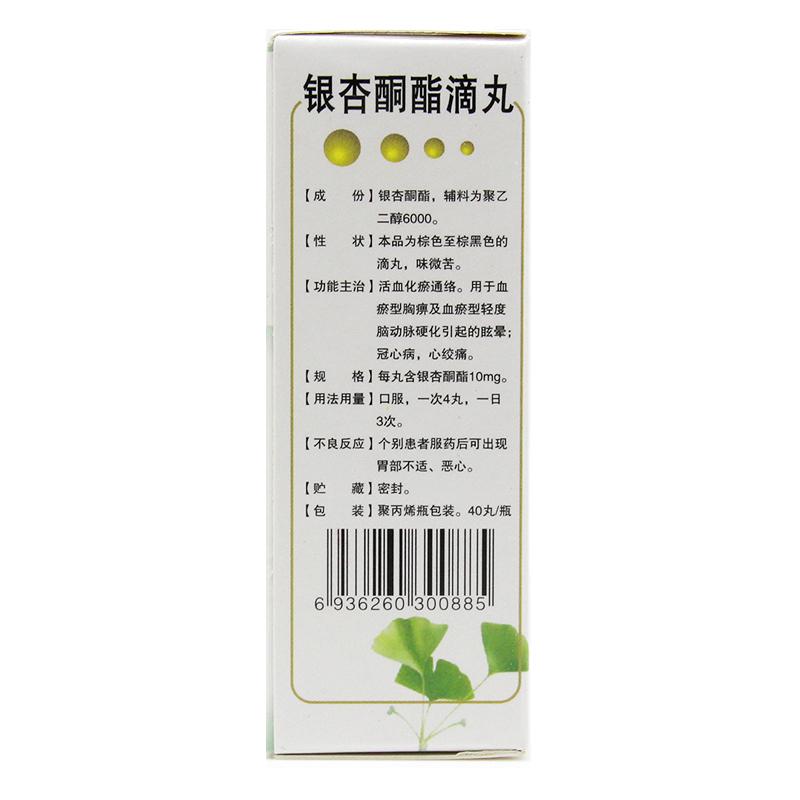 银杏酮酯滴丸
【成 份】银杏酮酯，辅料为聚乙
二醇6000。
【性 状】本品为棕色至棕黑色的
滴丸，味微苦。
【功能主治】活血化瘀通络。用于血
瘀型胸痹及血瘀型轻度
脑动脉硬化引起的眩晕；
冠心病，心绞痛。
【规 格】每丸含银杏酮酯10mg。
【用法用量】口服，一次4丸，一日
3次。
【不良反应】个别患者服药后可出现
胃部不适、恶心。
【贮 藏】密封。
【包 装】聚丙烯瓶包装。40丸/瓶
6 936260 300885